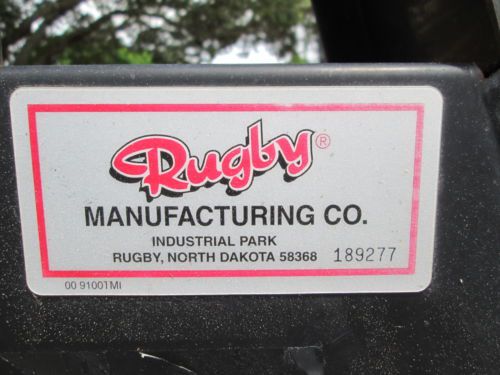 Rugby®
MANUFACTURING CO.
INDUSTRIAL PARK
RUGBY, NORTH DAKOTA 58368 189277
00 91001MI